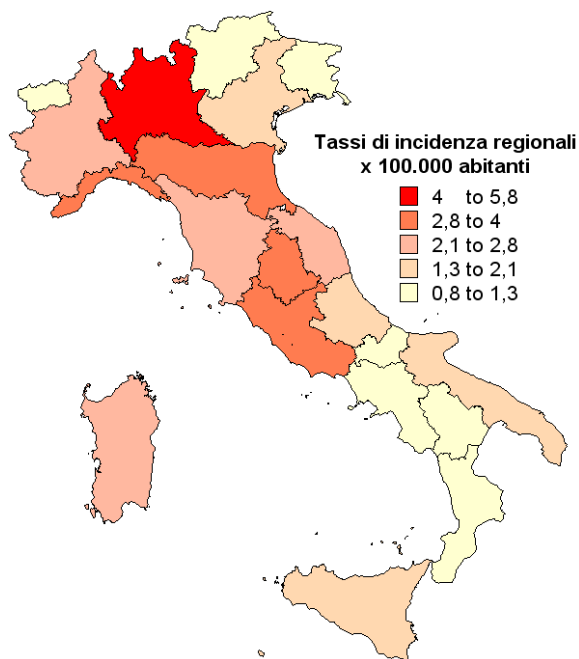 Tassi di incidenza regionali
x 100.000 abitanti
4 to 5,8
2,8 to 4
2,1 to 2,8
1,3 to 2,1
0,8 to 1,3